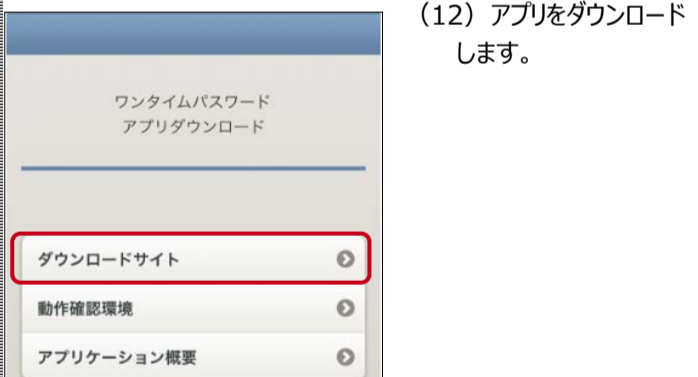 (12)アプリをダウンロード
します。
ワンタイムパスワード
アプリダウンロード
ダウンロードサイト
動作確認環境
アプリケーション概要